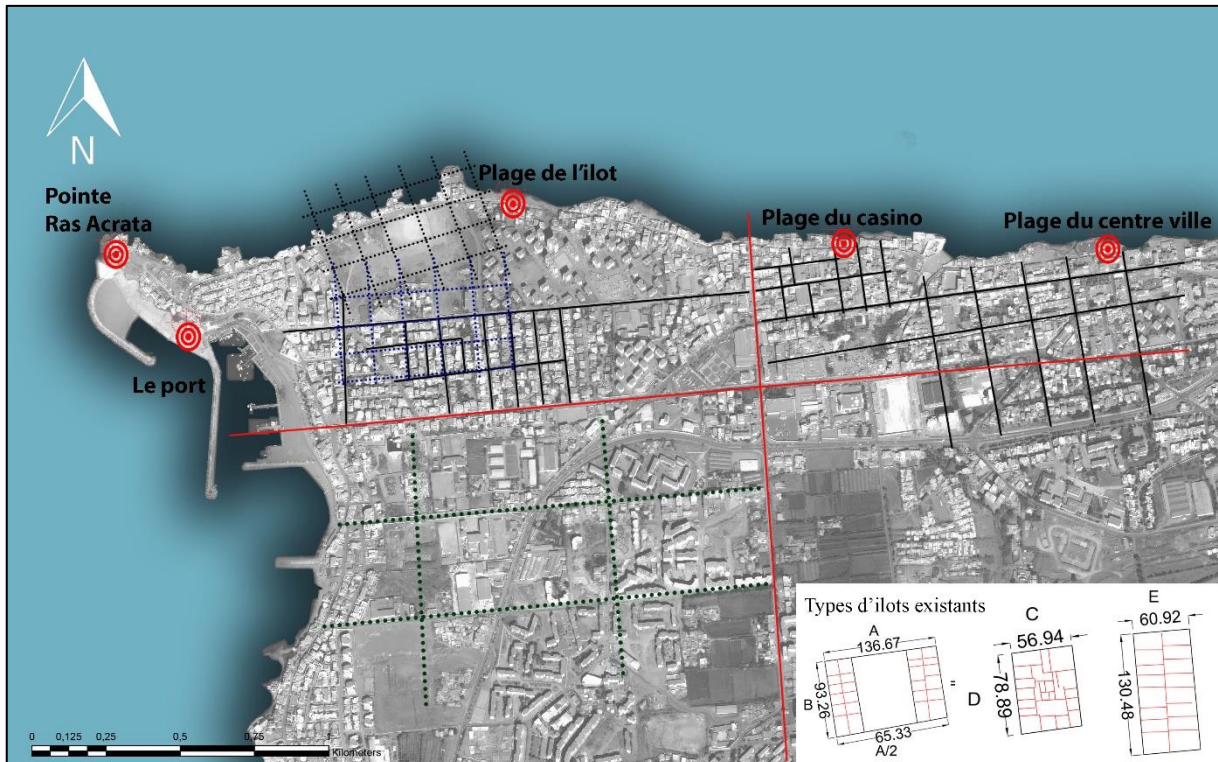 N
Pointe
Ras Acrata
Plage de l'ilot
Plage du casino
Plage du centre ville
Le port
Types d'ilots existants
A
136.67
B
93.26
65.33
A/2
=
C
56.94
D
78.89
E
60.92
130.48
0 0,125 0,25 0,5 0,75 1
Kilometers